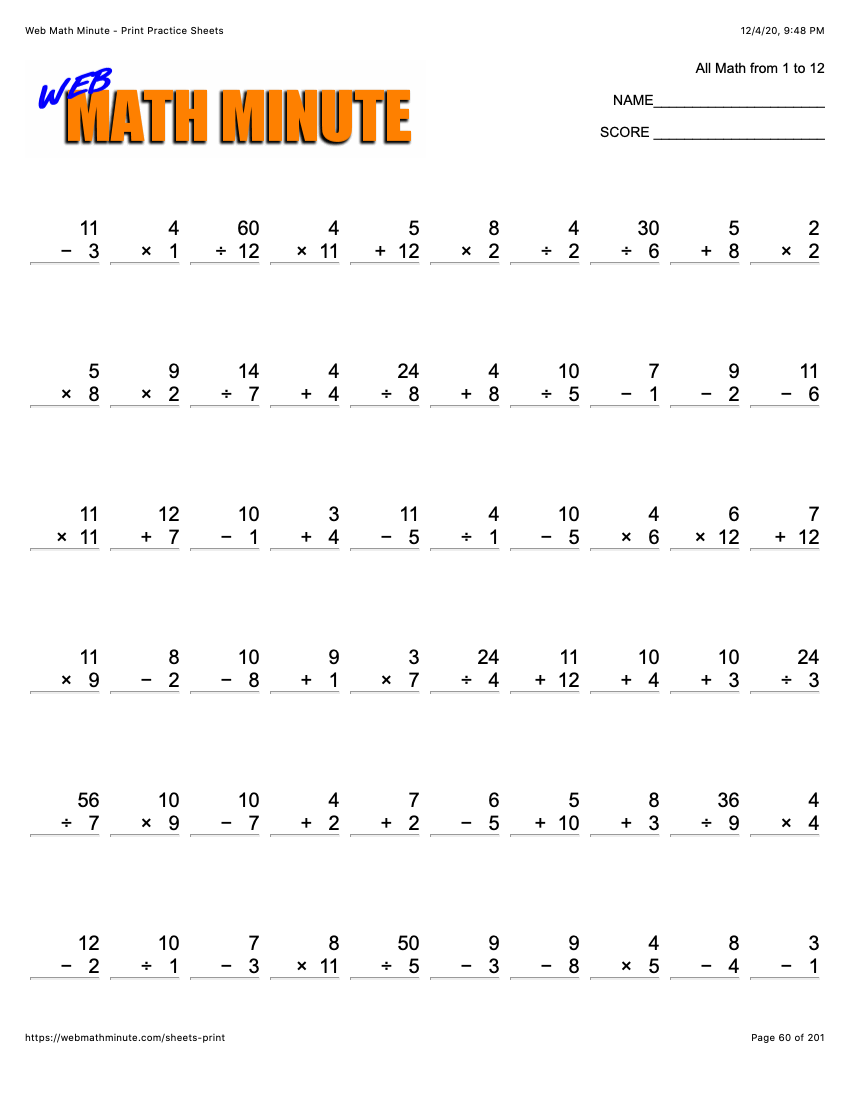 Web Math Minute - Print Practice Sheets 12/4/20, 9:48 PM
WEB
MATH MINUTE
All Math from 1 to 12
NAME______________________
SCORE ______________________
11 4 60 4 5 8 4 30 5 2
− 3 × 1 ÷ 12 × 11 + 12 × 2 ÷ 2 ÷ 6 + 8 × 2
5 9 14 4 24 4 10 7 9 11
× 8 × 2 ÷ 7 + 4 ÷ 8 + 8 ÷ 5 − 1 − 2 − 6
11 12 10 3 11 4 10 4 6 7
× 11 + 7 − 1 + 4 − 5 ÷ 1 − 5 × 6 × 12 + 12
11 8 10 9 3 24 11 10 10 24
× 9 − 2 − 8 + 1 × 7 ÷ 4 + 12 + 4 + 3 ÷ 3
56 10 10 4 7 6 5 8 36 4
÷ 7 × 9 − 7 + 2 + 2 − 5 + 10 + 3 ÷ 9 × 4
12 10 7 8 50 9 9 4 8 3
− 2 ÷ 1 − 3 × 11 ÷ 5 − 3 − 8 × 5 − 4 − 1
https://webmathminute.com/sheets-print Page 60 of 201